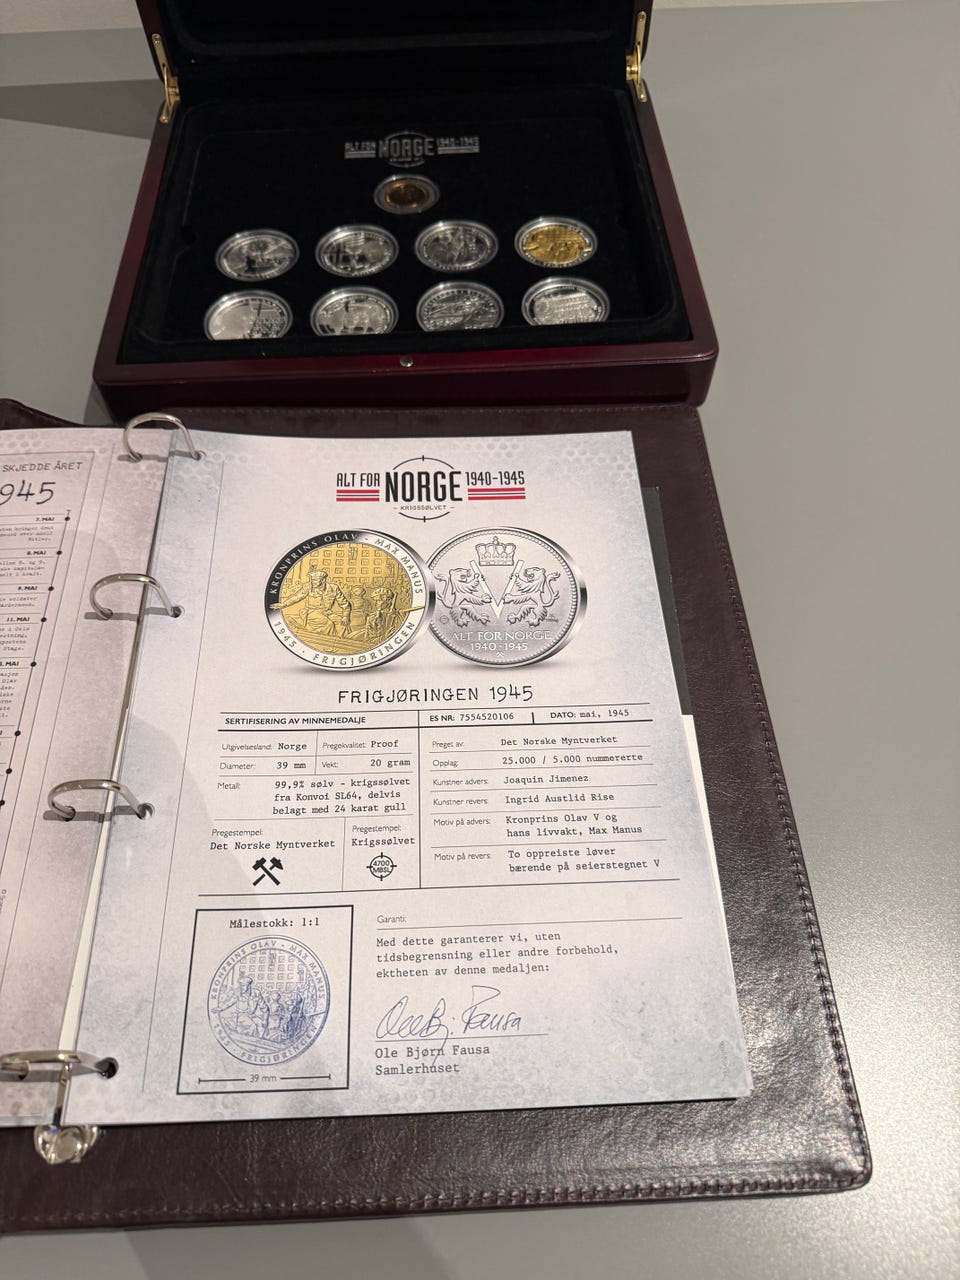 ALT FOR NORGE 1940-1945
SKJEDDE ÅRET
945
7. MAI
8. MAI
9. MAI
11. MAI
MAI
ALT FOR NORGE 1940-1945
- KRIGSSØLVET -
KRONPRINS OLAV - MAX MANUS
1945 · FRIGJØRINGEN
ALT FOR NORGE
1940 - 1945
FRIGJØRINGEN 1945
SERTIFISERING AV MINNEMEDALJE
ES NR: 7554520106
DATO: mai, 1945
Utgivelsesland: Norge
Pregekvalitet: Proof
Diameter: 39 mm
Vekt: 20 gram
Metall: 99,9% sølv - krigssølvet
fra Konvoi SL64, delvis
belagt med 24 karat gull
Pregestempel:
Det Norske Myntverket
Pregestempel:
Krigssølvet
4700
MBSL
Preget av: Det Norske Myntverket
Opplag: 25.000 / 5.000 nummererte
Kunstner advers: Joaquin Jimenez
Kunstner revers: Ingrid Austlid Rise
Motiv på advers: Kronprins Olav V og
hans livvakt, Max Manus
Motiv på revers: To oppreiste løver
bærende på seierstegnet V
Målestokk: 1:1
KRONPRINS OLAV - MAX MANUS
1945 · FRIGJØRINGEN
39 mm
Garanti:
Med dette garanterer vi, uten
tidsbegrensning eller andre forbehold,
ektheten av denne medaljen:
Ole Bj. Fausa
Ole Bjørn Fausa
Samlerhuset